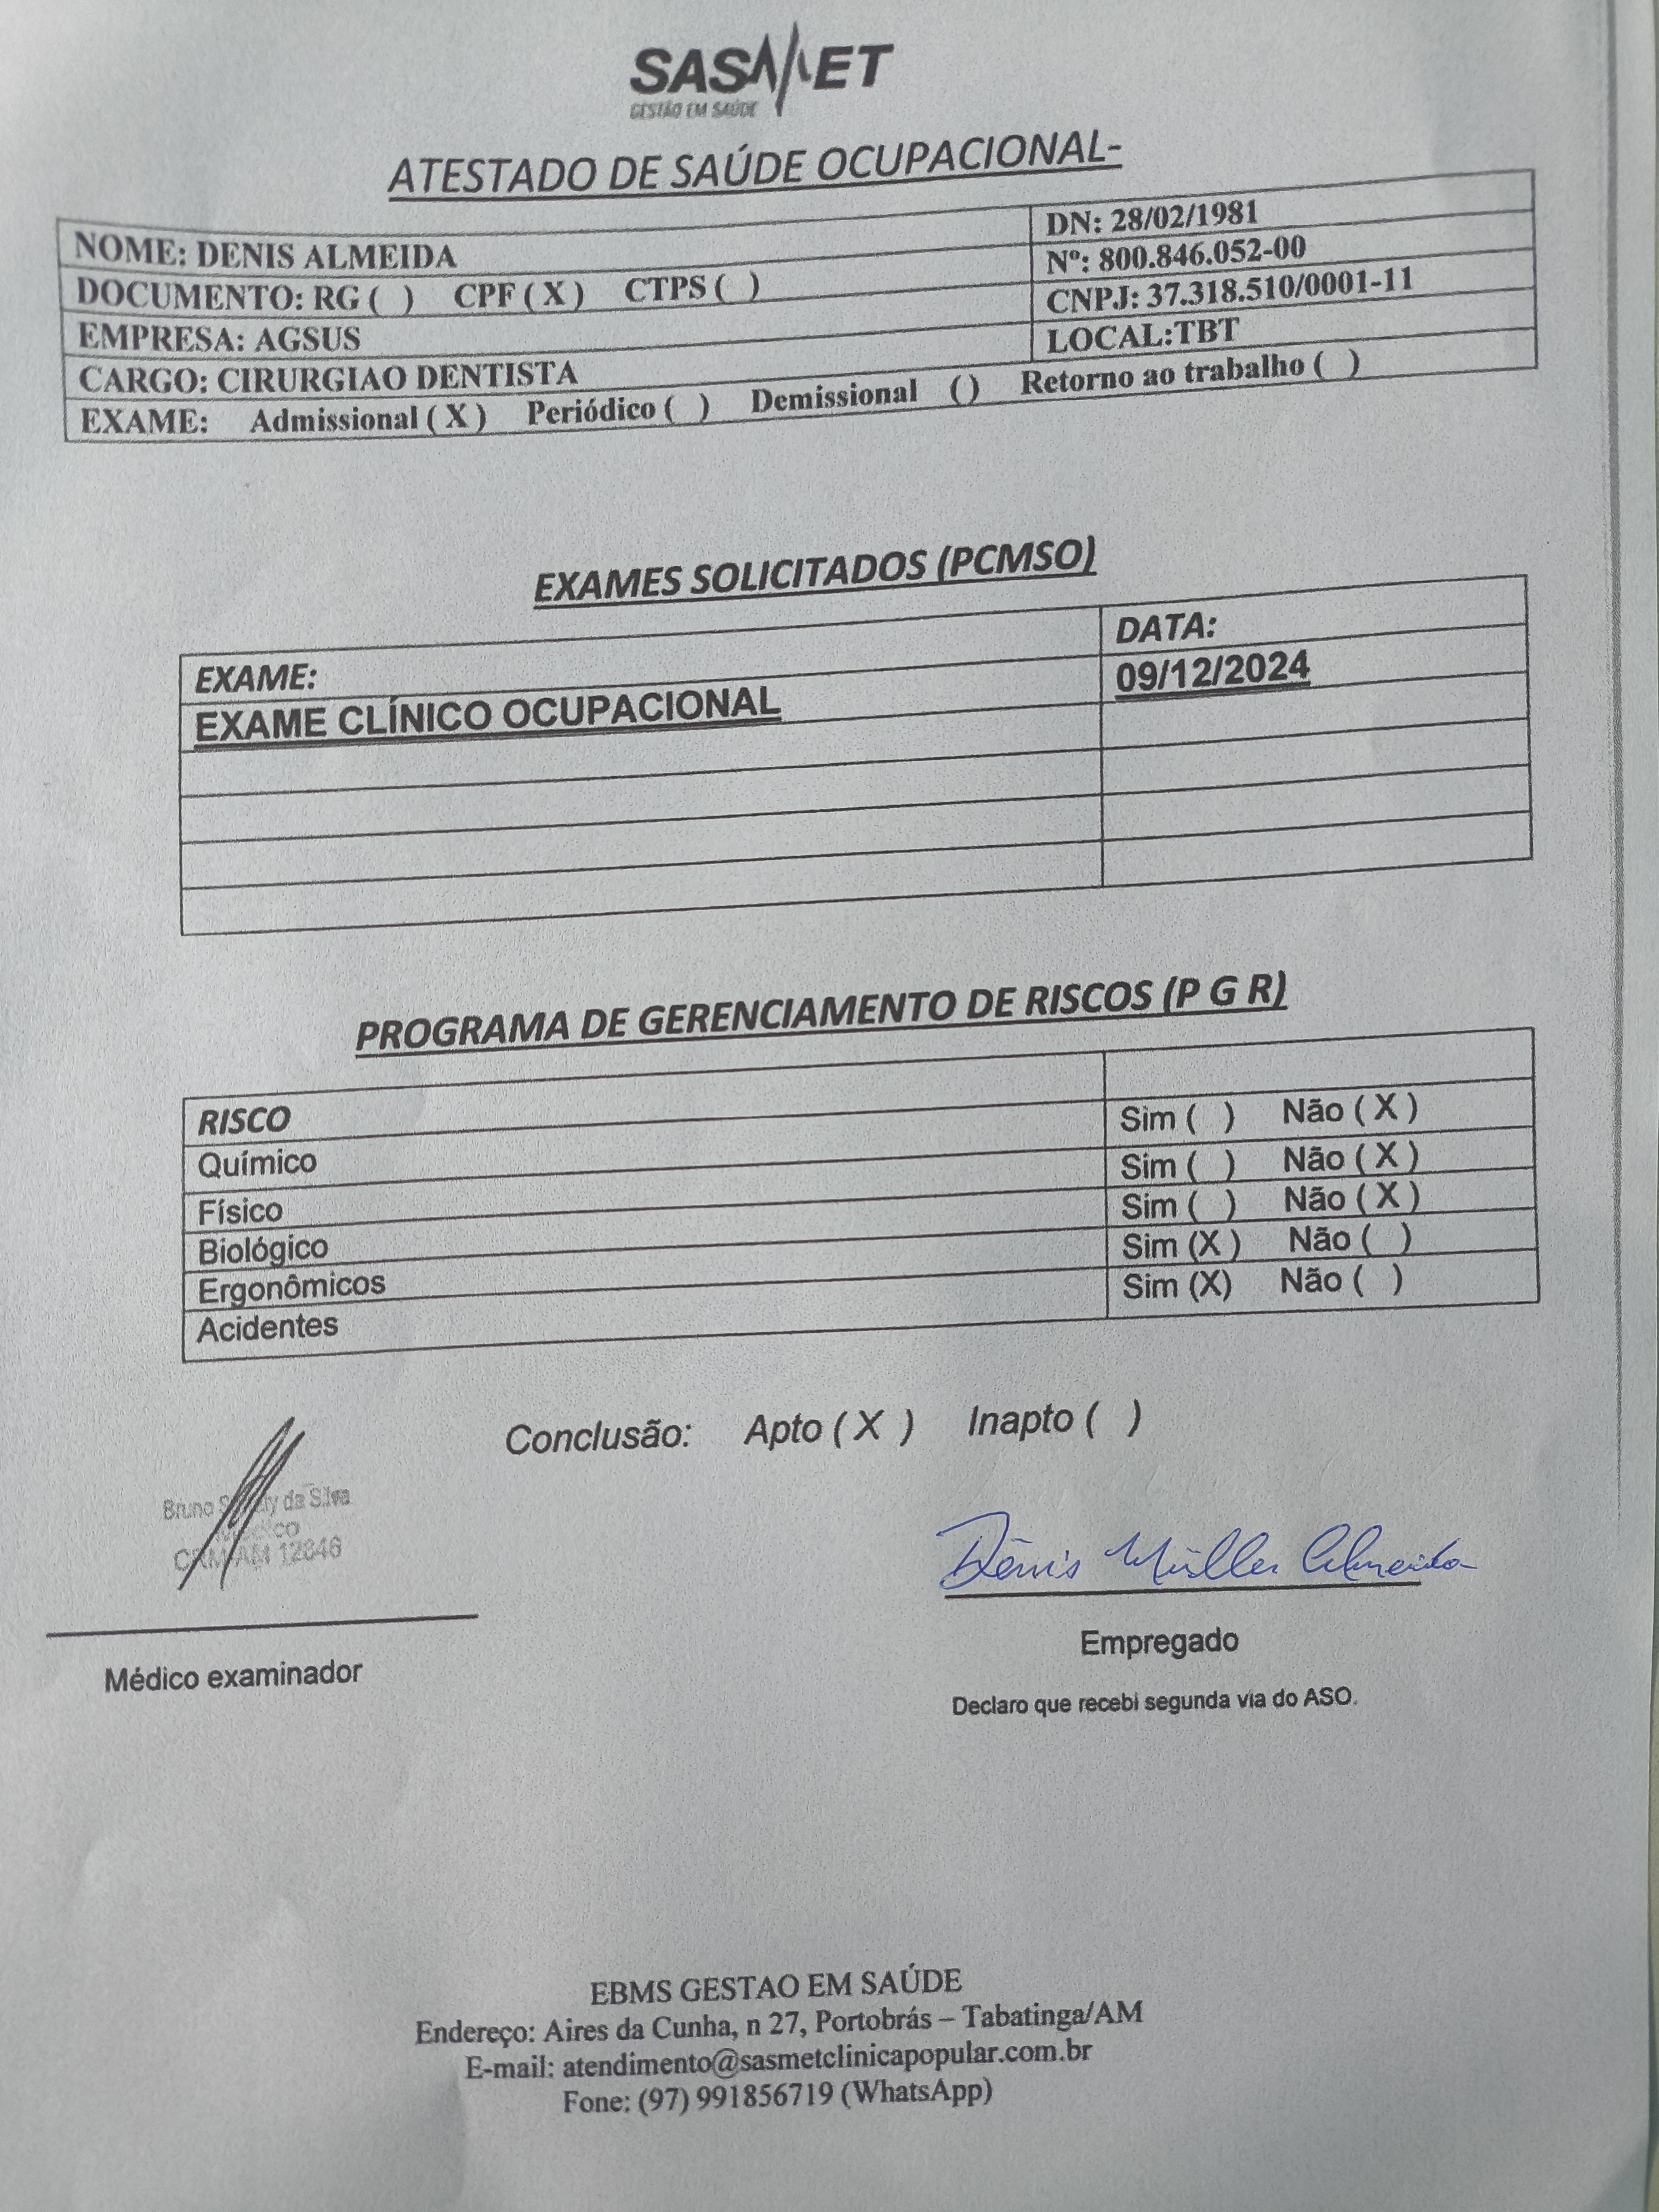 SASMET
GESTÃO EM SAÚDE
ATESTADO DE SAÚDE OCUPACIONAL-
NOME: DENIS ALMEIDA DN: 28/02/1981
DOCUMENTO: RG ( ) CPF ( X ) CTPS ( ) Nº: 800.846.052-00
EMPRESA: AGSUS CNPJ: 37.318.510/0001-11
CARGO: CIRURGIAO DENTISTA LOCAL:TBT
EXAME: Admissional ( X ) Periódico ( ) Demissional () Retorno ao trabalho ( )
EXAMES SOLICITADOS (PCMSO)
EXAME: DATA:
EXAME CLÍNICO OCUPACIONAL 09/12/2024
PROGRAMA DE GERENCIAMENTO DE RISCOS (P G R)
RISCO
Químico Sim ( ) Não ( X )
Físico Sim ( ) Não ( X )
Biológico Sim ( ) Não ( X )
Ergonômicos Sim (X ) Não ( )
Acidentes Sim (X) Não ( )
Conclusão: Apto ( X ) Inapto ( )
Bruno da Silva
Médico
CRM-AM 12846
Dênis Müller Almeida
Médico examinador
Empregado
Declaro que recebi segunda via do ASO.
EBMS GESTAO EM SAÚDE
Endereço: Aires da Cunha, n 27, Portobrás – Tabatinga/AM
E-mail: atendimento@sasmetclinicapopular.com.br
Fone: (97) 991856719 (WhatsApp)